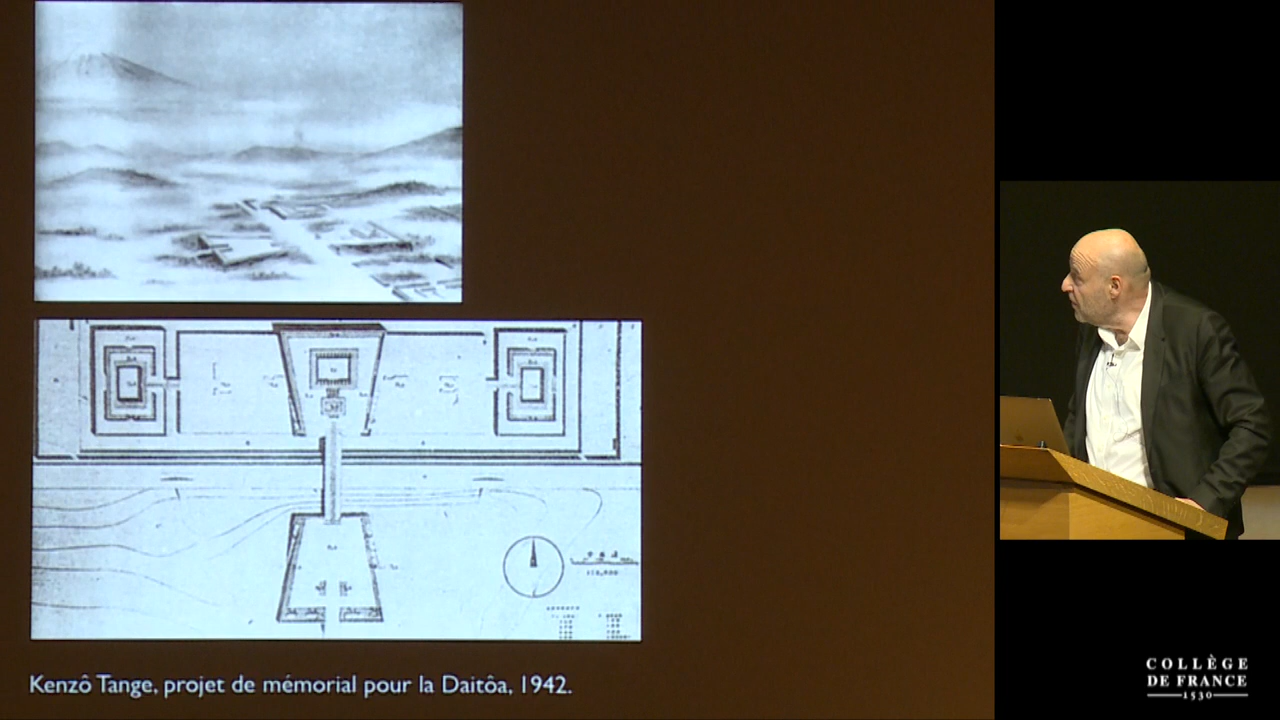 Kenzô Tange, projet de mémorial pour la Daitôa, 1942.
COLLÈGE
DE FRANCE
1530